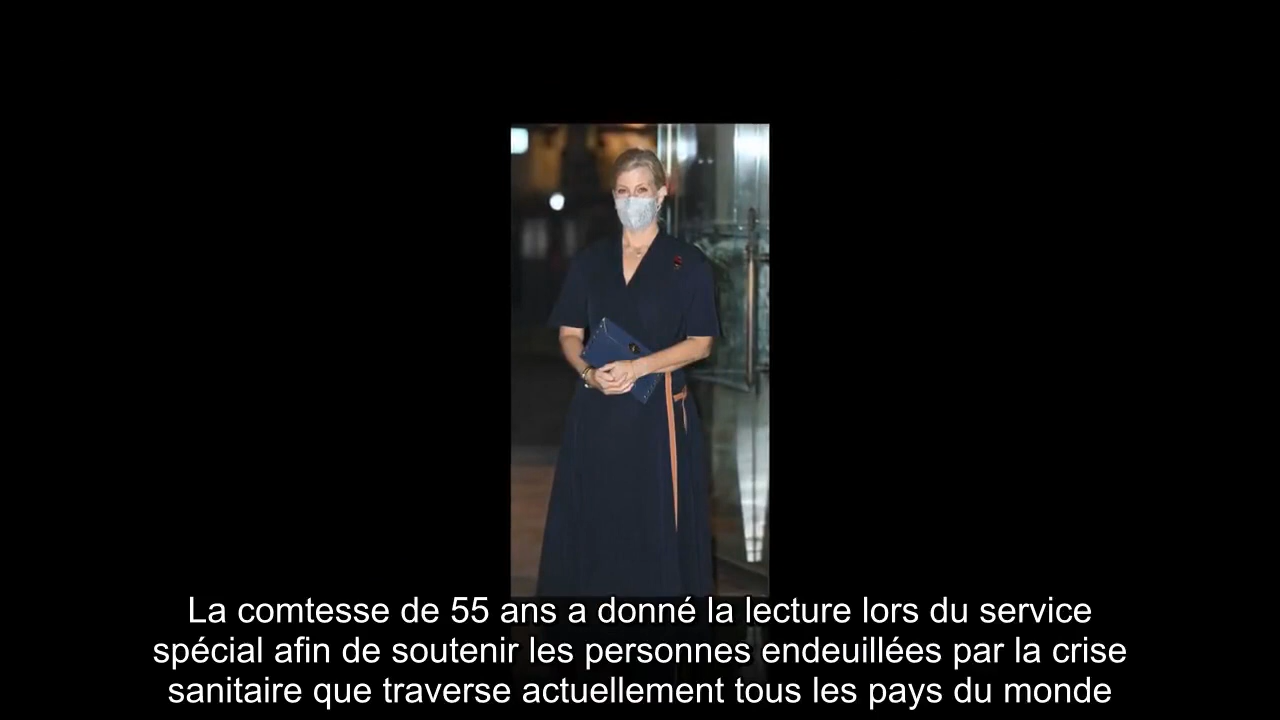 La comtesse de 55 ans a donné la lecture lors du service
spécial afin de soutenir les personnes endeuillées par la crise
sanitaire que traverse actuellement tous les pays du monde